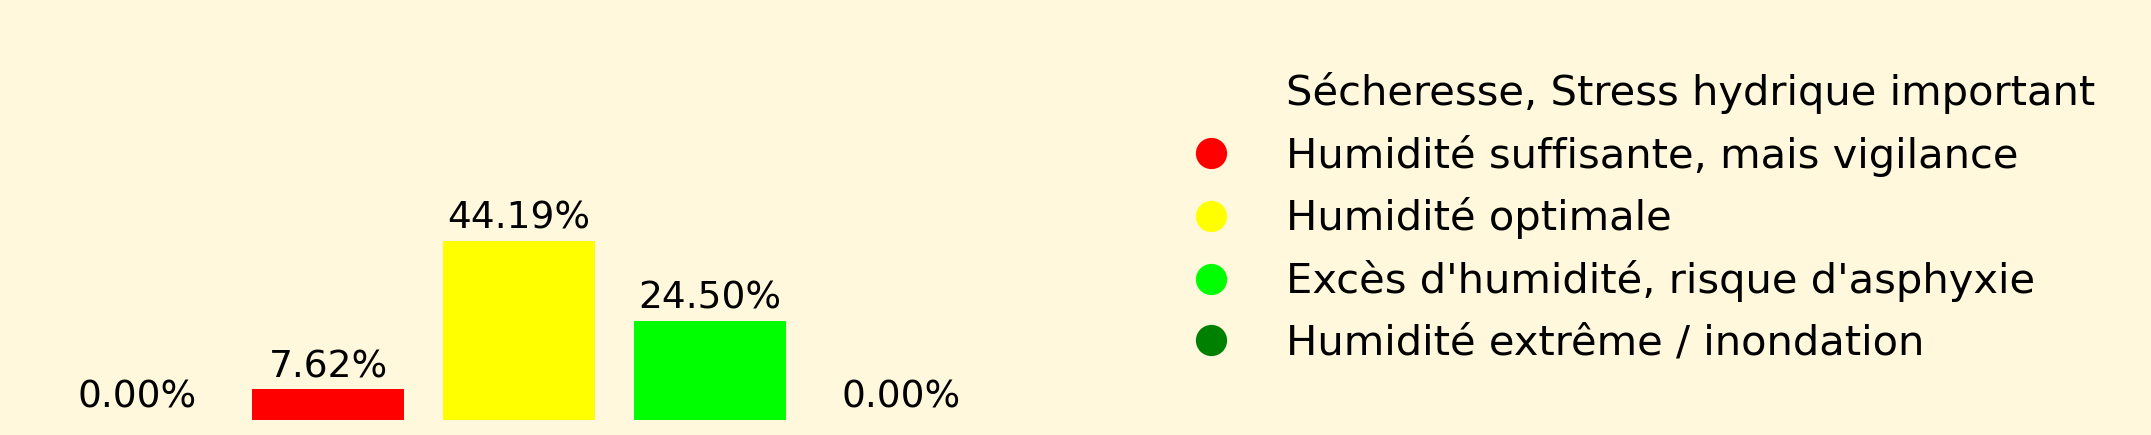 44.19%
24.50%
7.62%
0.00%
0.00%
Sécheresse, Stress hydrique important
Humidité suffisante, mais vigilance
Humidité optimale
Excès d'humidité, risque d'asphyxie
Humidité extrême / inondation